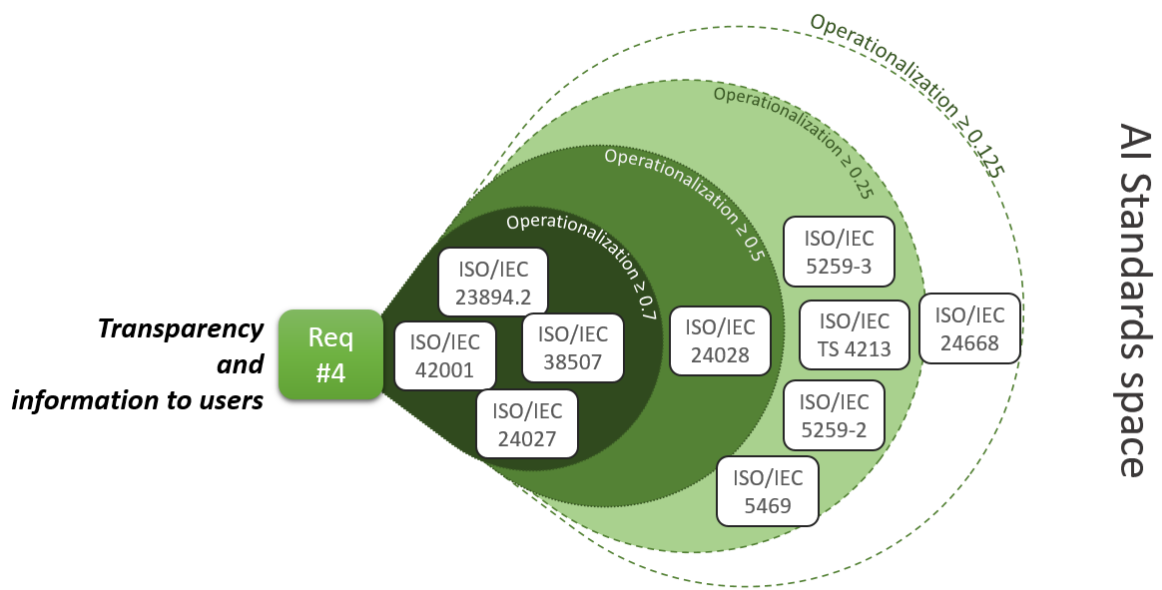 Operationalization ≥ 0.125
Operationalization ≥ 0.25
Operationalization ≥ 0.5
Operationalization ≥ 0.7
Transparency
and
information to users
Req
#4
ISO/IEC
23894.2
ISO/IEC
42001
ISO/IEC
38507
ISO/IEC
24027
ISO/IEC
24028
ISO/IEC
5259-3
ISO/IEC
TS 4213
ISO/IEC
5259-2
ISO/IEC
5469
ISO/IEC
24668
AI Standards space